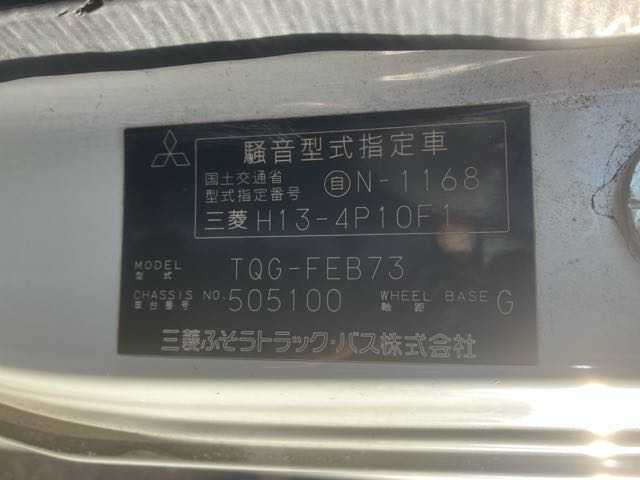 騒音型式指定車
国土交通省
型式指定番号 自N-1168
三菱 H13-4P10F1
MODEL
型式 TQG-FEB73
CHASSIS NO.
車台番号 505100 WHEEL BASE
軸距 G
三菱ふそうトラック・バス株式会社